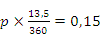 p × 13,5/360 = 0,15